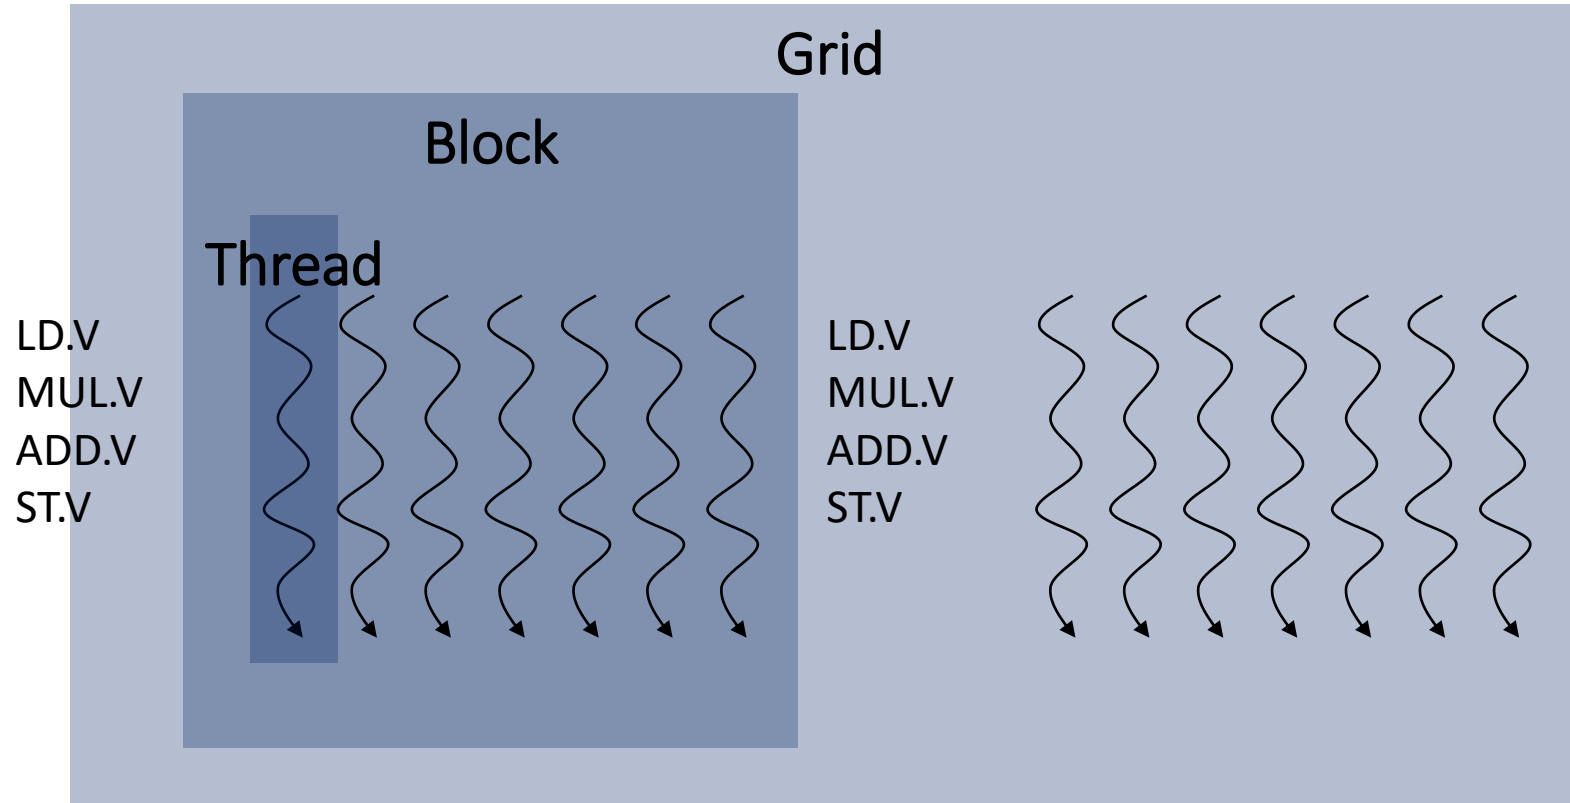 Grid
Block
Thread
LD.V
MUL.V
ADD.V
ST.V
LD.V
MUL.V
ADD.V
ST.V